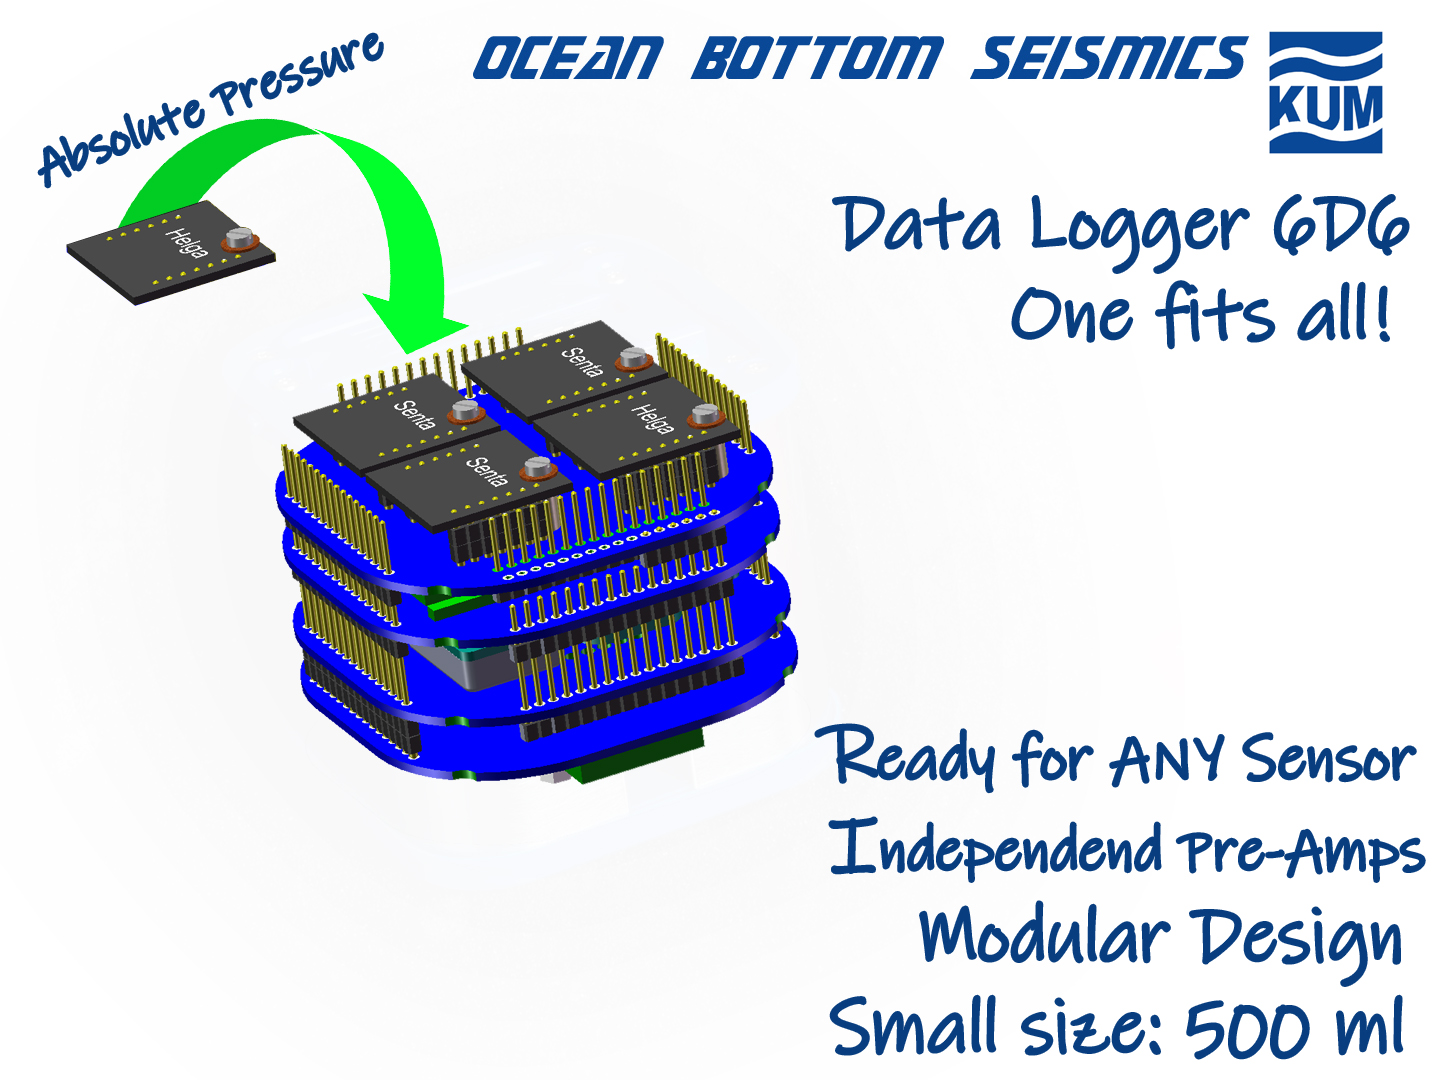 Absolute Pressure
OCEAN BOTTOM SEISMICS
KUM
Data Logger 6D6
One fits all!
Helga
Senta
Senta
Helga
Senta
Ready for ANY Sensor
Independend Pre-Amps
Modular Design
Small size: 500 ml